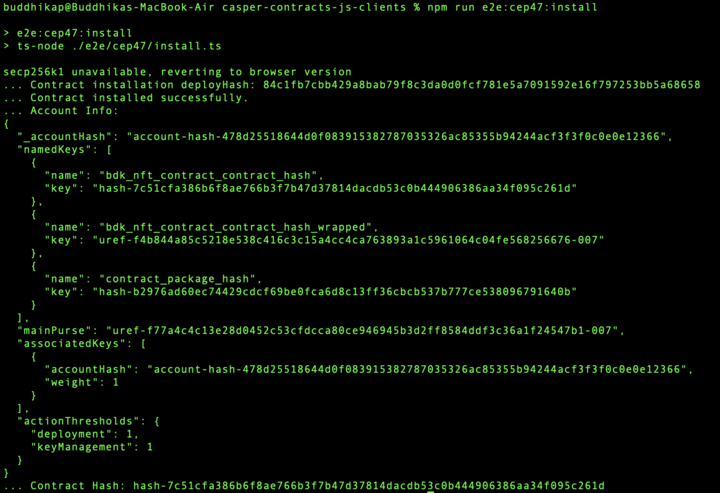 buddhikap@Buddhikas-MacBook-Air casper-contracts-js-clients % npm run e2e:cep47:install
> e2e:cep47:install
> ts-node ./e2e/cep47/install.ts
secp256k1 unavailable, reverting to browser version
... Contract installation deployHash: 84c1fb7cbb429a8bab79f8c3da0d0fcf781e5a7091592e16f797253bb5a68658
... Contract installed successfully.
... Account Info:
{
  "_accountHash": "account-hash-478d25518644d0f083915382787035326ac85355b94244acf3f3f0c0e0e12366",
  "namedKeys": [
    {
      "name": "bdk_nft_contract_contract_hash",
      "key": "hash-7c51cfa386b6f8ae766b3f7b47d37814dacdb53c0b444906386aa34f095c261d"
    },
    {
      "name": "bdk_nft_contract_contract_hash_wrapped",
      "key": "uref-f4b844a85c5218e538c416c3c15a4cc4ca763893a1c5961064c04fe568256676-007"
    },
    {
      "name": "contract_package_hash",
      "key": "hash-b2976ad60ec74429cdcf69be0fca6d8c13ff36cbcb537b777ce538096791640b"
    }
  ],
  "mainPurse": "uref-f77a4c4c13e28d0452c53cfdcca80ce946945b3d2ff8584ddf3c36a1f24547b1-007",
  "associatedKeys": [
    {
      "accountHash": "account-hash-478d25518644d0f083915382787035326ac85355b94244acf3f3f0c0e0e12366",
      "weight": 1
    }
  ],
  "actionThresholds": {
    "deployment": 1,
    "keyManagement": 1
  }
}
... Contract Hash: hash-7c51cfa386b6f8ae766b3f7b47d37814dacdb53c0b444906386aa34f095c261d